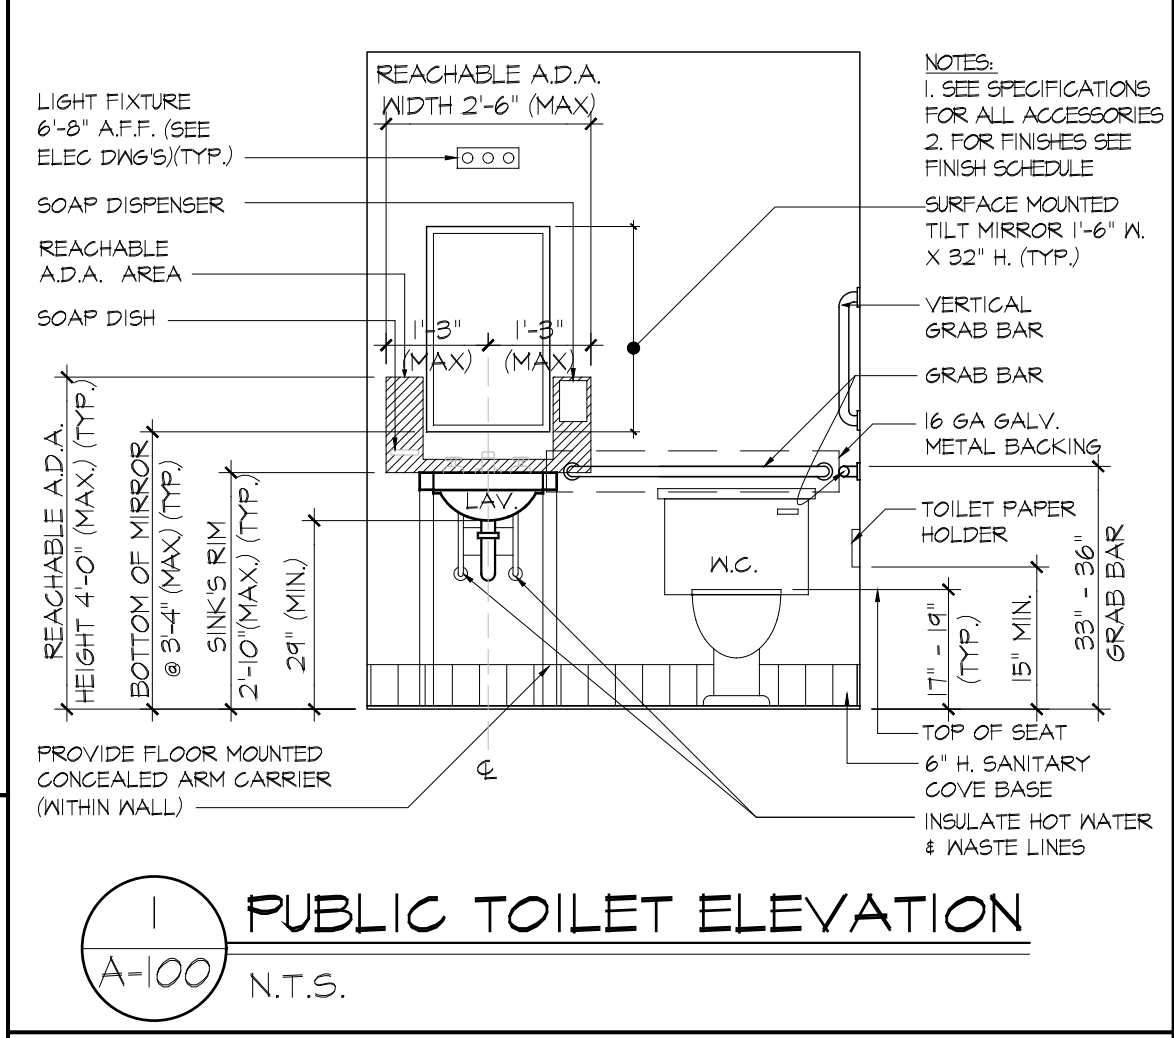 REACHABLE A.D.A.
WIDTH 2'-6" (MAX)
LIGHT FIXTURE
6'-8" A.F.F. (SEE
ELEC DWG'S)(TYP.)
SOAP DISPENSER
REACHABLE
A.D.A. AREA
SOAP DISH
1'-3"
(MAX)
1'-3"
(MAX)
REACHABLE A.D.A.
HEIGHT 4'-0" (MAX.) (TYP.)
BOTTOM OF MIRROR
@ 3'-4" (MAX.) (TYP.)
SINK'S RIM
2'-10"(MAX.) (TYP.)
29" (MIN.)
LAV.
W.C.
NOTES:
1. SEE SPECIFICATIONS
FOR ALL ACCESSORIES
2. FOR FINISHES SEE
FINISH SCHEDULE
SURFACE MOUNTED
TILT MIRROR 1'-6" W.
X 32" H. (TYP.)
VERTICAL
GRAB BAR
GRAB BAR
16 GA GALV.
METAL BACKING
TOILET PAPER
HOLDER
17" - 19"
(TYP.)
15" MIN.
33" - 36"
GRAB BAR
TOP OF SEAT
6" H. SANITARY
COVE BASE
INSULATE HOT WATER
& WASTE LINES
PROVIDE FLOOR MOUNTED
CONCEALED ARM CARRIER
(WITHIN WALL)
℄
1
A-100
PUBLIC TOILET ELEVATION
N.T.S.